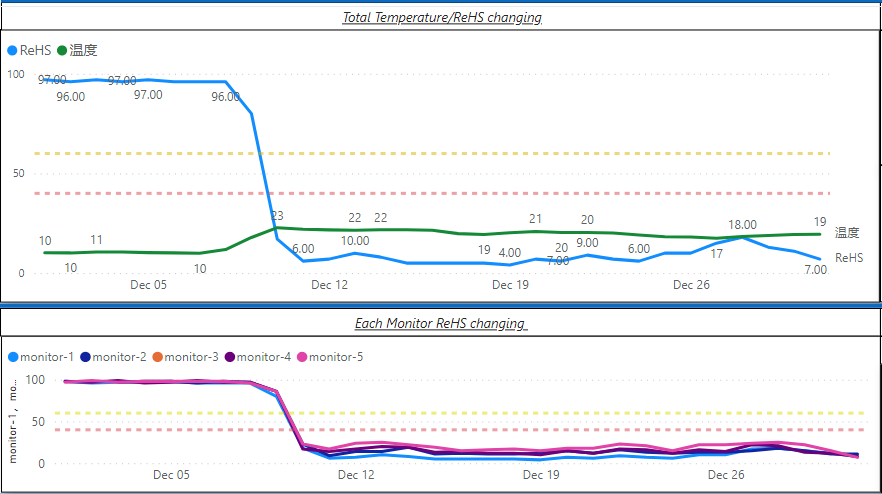 Total Temperature/ReHS changing
ReHS 温度
100
97.00 97.00
96.00 97.00 96.00
50
23 22 22 21 20 18.00 19
10 11 6.00 10.00 19 4.00 20 9.00 6.00 17 温度
10 10 7.00 ReHS
0 7.00
Dec 05 Dec 12 Dec 19 Dec 26
Each Monitor ReHS changing
monitor-1 monitor-2 monitor-3 monitor-4 monitor-5
monitor-1, mo...
100
50
0
Dec 05 Dec 12 Dec 19 Dec 26